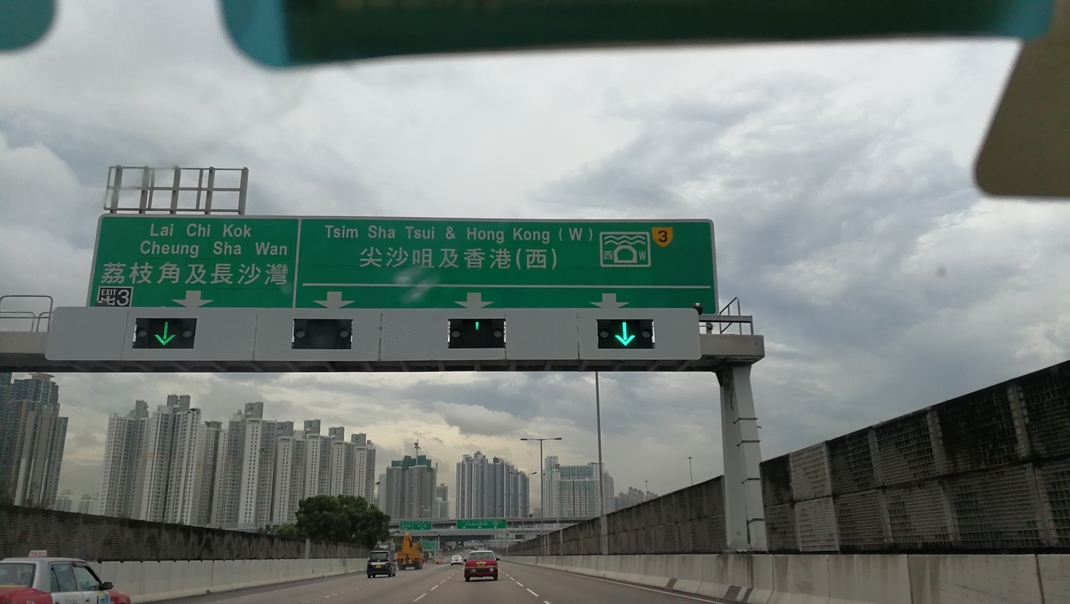 Lai Chi Kok
Cheung Sha Wan
荔枝角及長沙灣
EXIT 出口 3
Tsim Sha Tsui & Hong Kong (W)
尖沙咀及香港(西)
西 W
3